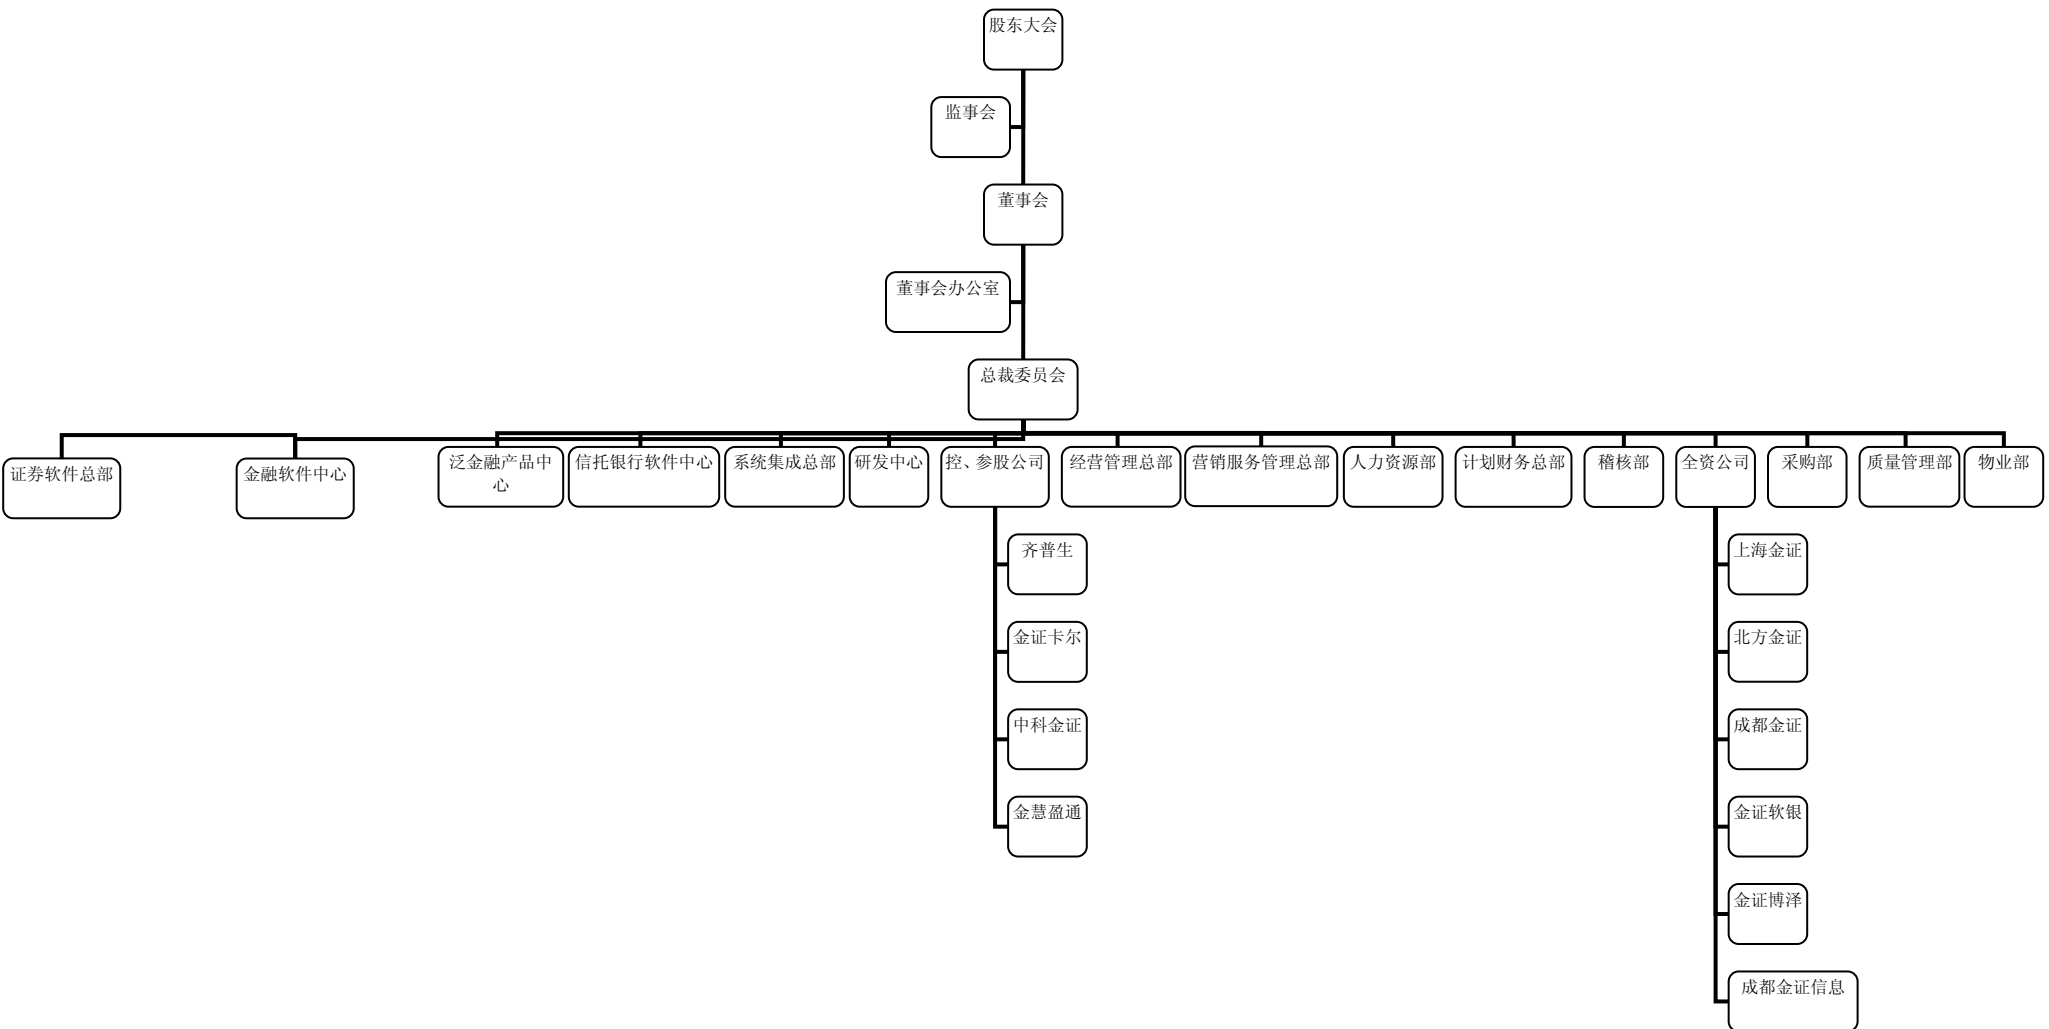 股东大会
监事会
董事会
董事会办公室
总裁委员会
证券软件总部
金融软件中心
泛金融产品中
心
信托银行软件中心
系统集成总部
研发中心
控、参股公司
经营管理总部
营销服务管理总部
人力资源部
计划财务总部
稽核部
全资公司
采购部
质量管理部
物业部
齐普生
金证卡尔
中科金证
金慧盈通
上海金证
北方金证
成都金证
金证软银
金证博泽
成都金证信息